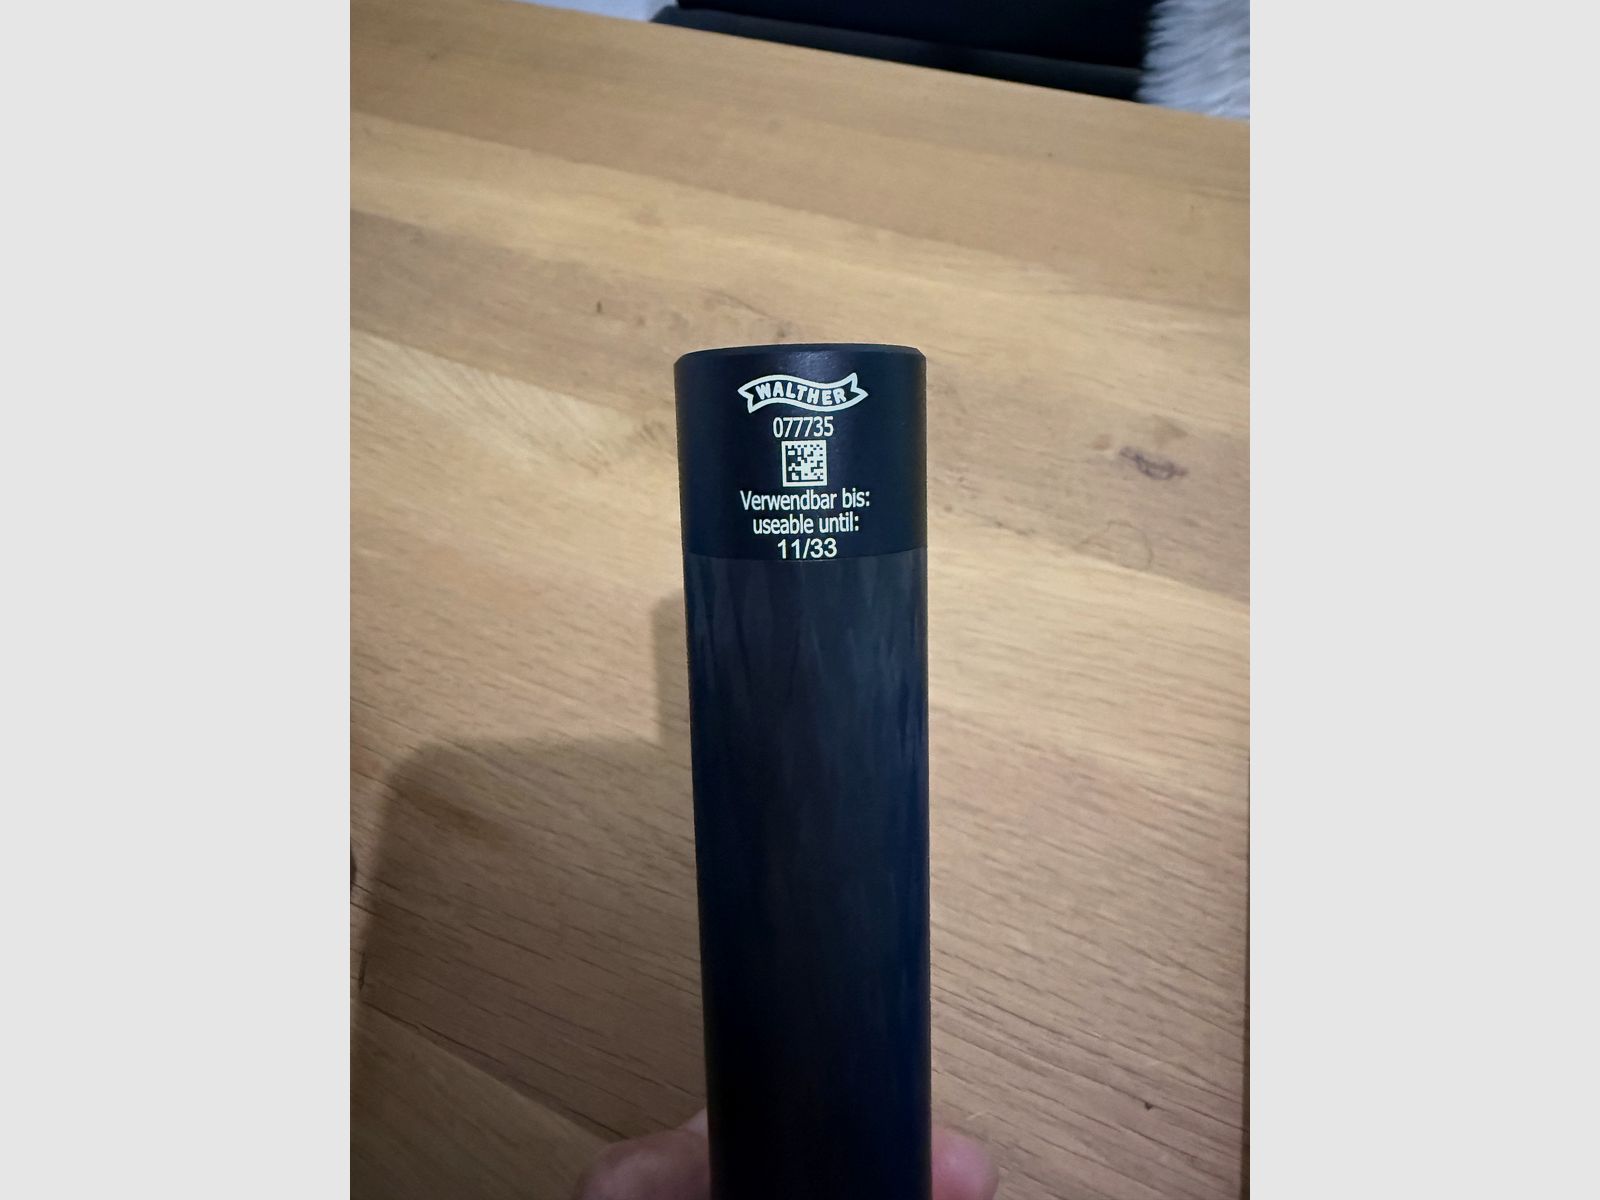 WALTHER
077735
Verwendbar bis:
useable until:
11/33